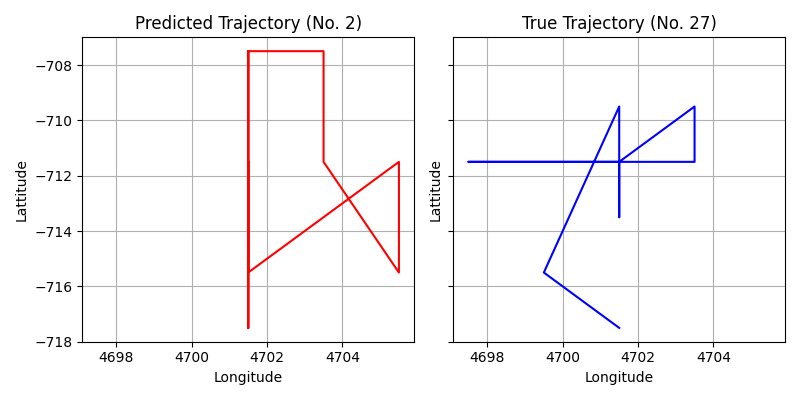 Predicted Trajectory (No. 2)
True Trajectory (No. 27)
−708
−710
−712
−714
−716
−718
Lattitude
Lattitude
4698
4700
4702
4704
4698
4700
4702
4704
Longitude
Longitude